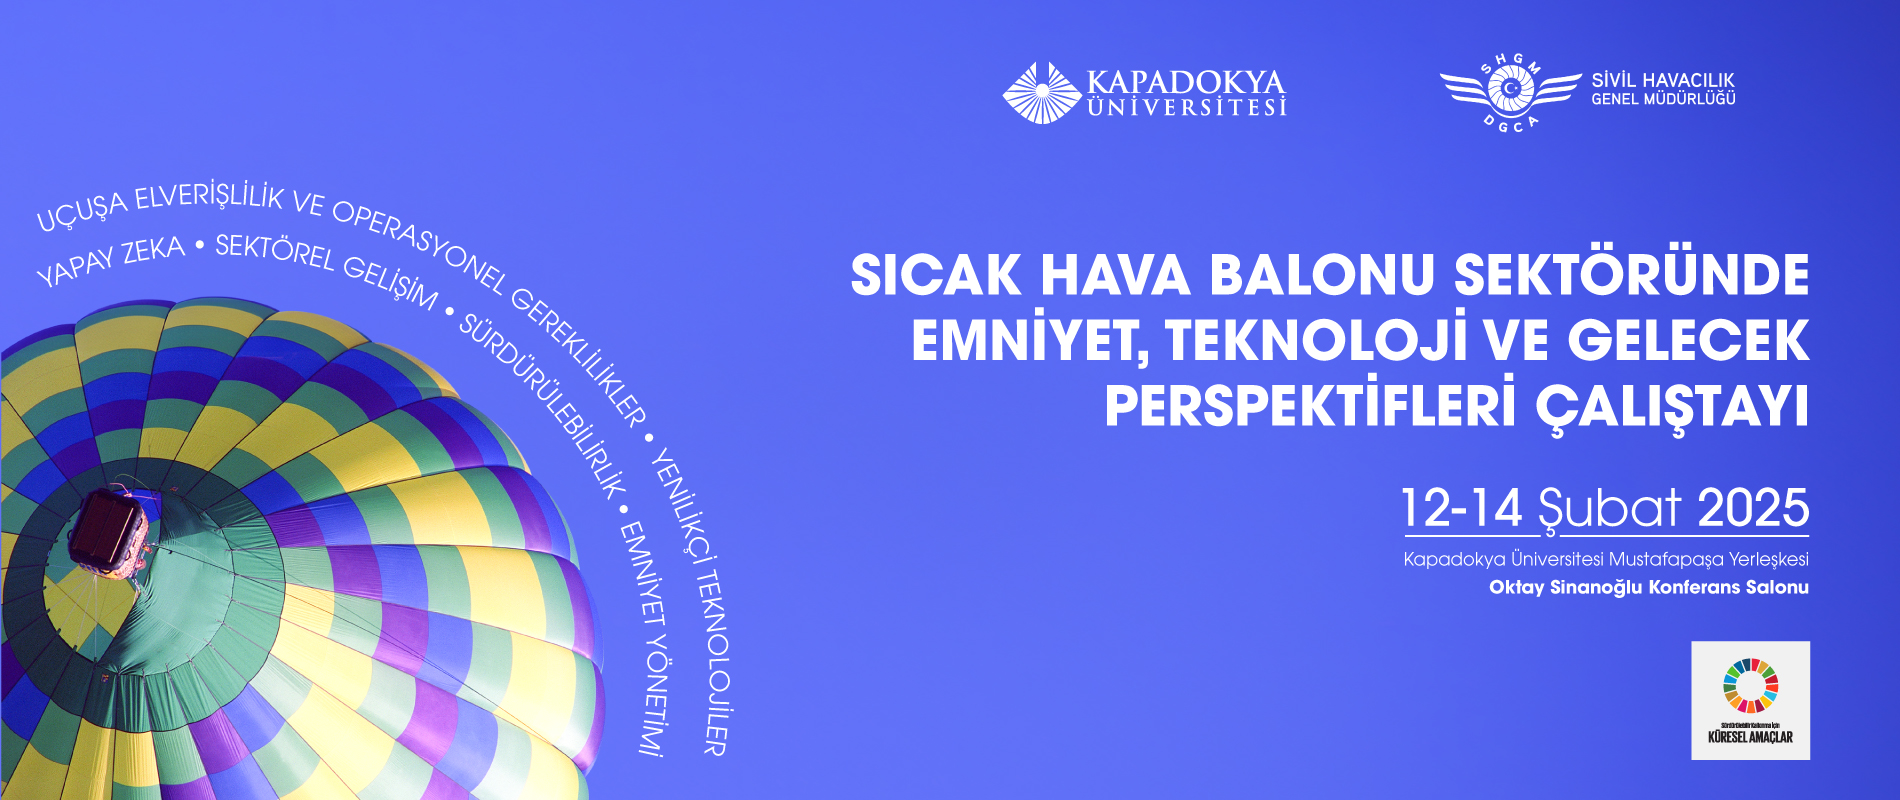 KAPADOKYA
ÜNİVERSİTESİ
SHGM
DGCA
SİVİL HAVACILIK
GENEL MÜDÜRLÜĞÜ
UÇUŞA ELVERİŞLİLİK VE OPERASYONEL GEREKLİLİKLER • YENİLİKÇİ TEKNOLOJİLER
YAPAY ZEKA • SEKTÖREL GELİŞİM • SÜRDÜRÜLEBİLİRLİK • EMNİYET YÖNETİMİ
SICAK HAVA BALONU SEKTÖRÜNDE
EMNİYET, TEKNOLOJİ VE GELECEK
PERSPEKTİFLERİ ÇALIŞTAYI
12-14 Şubat 2025
Kapadokya Üniversitesi Mustafapaşa Yerleşkesi
Oktay Sinanoğlu Konferans Salonu
Sürdürülebilir Kalkınma için
KÜRESEL AMAÇLAR